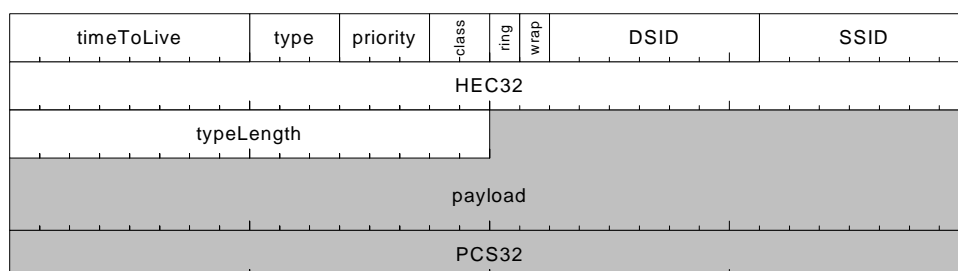 timeToLive type priority class ring wrap DSID SSID
HEC32
typeLength
payload
PCS32